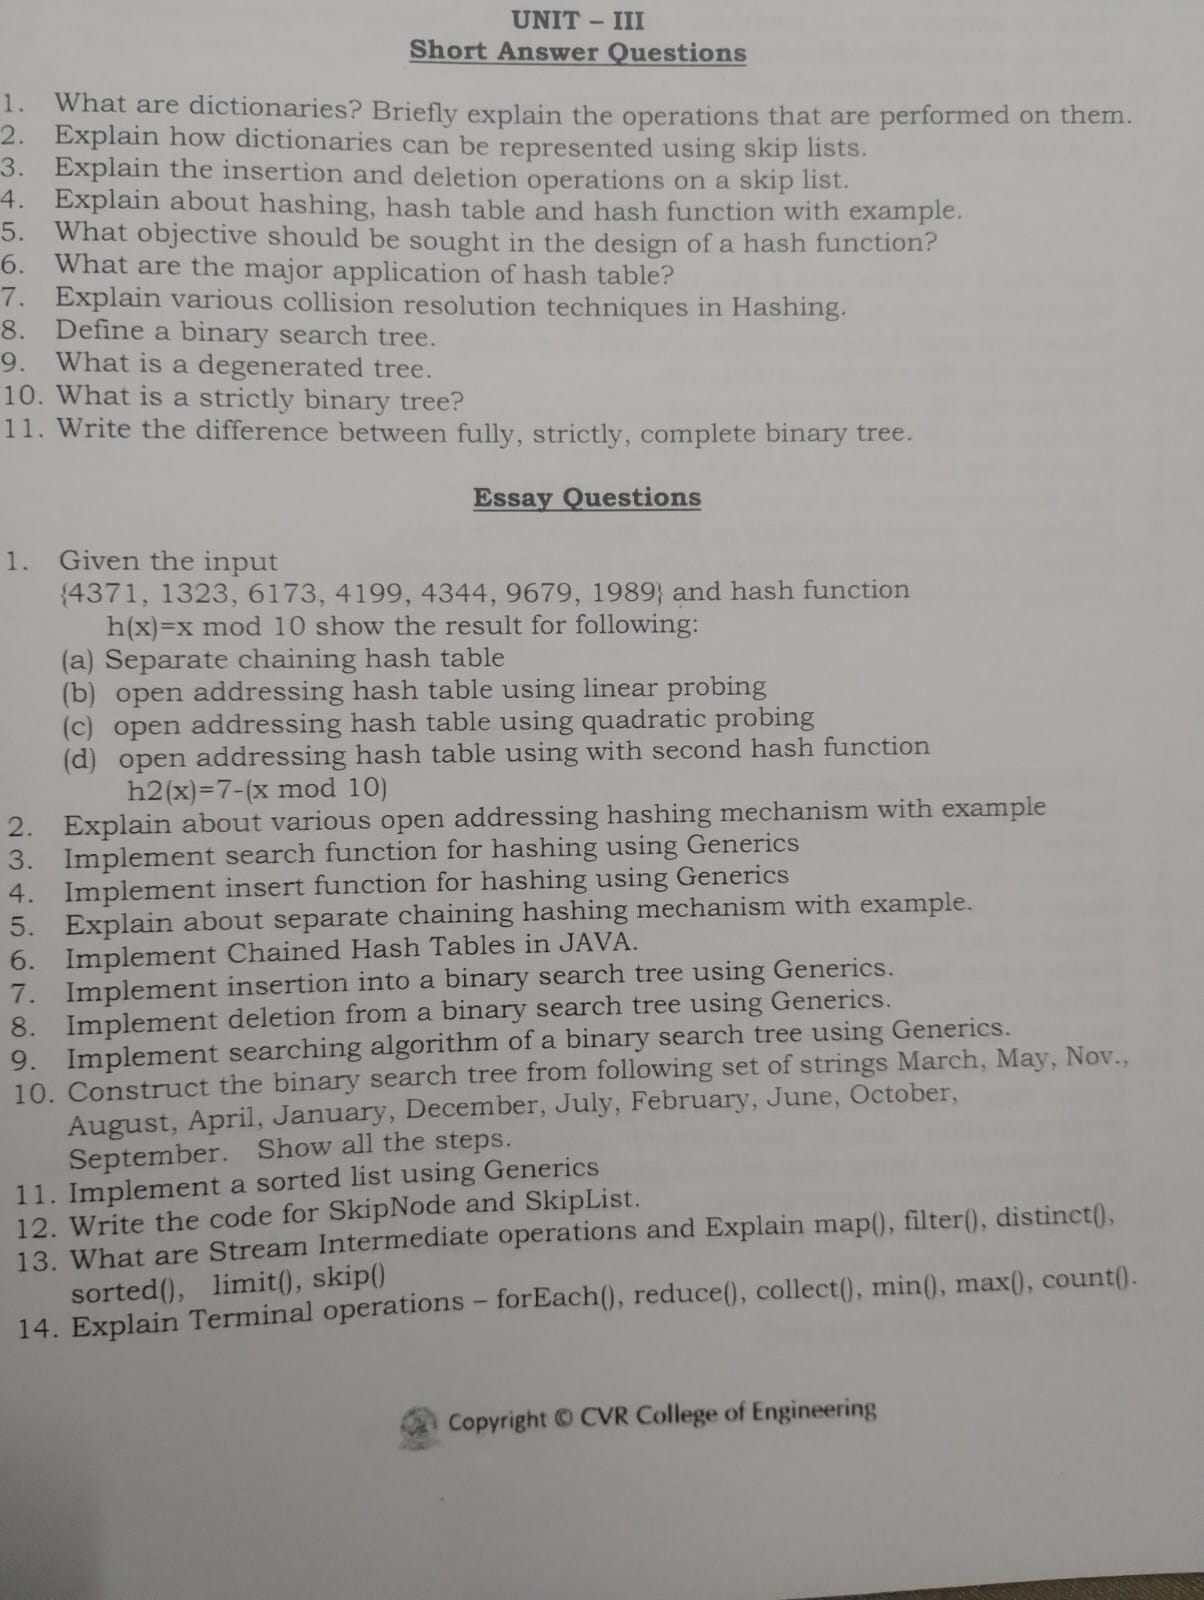 UNIT – III
Short Answer Questions
1. What are dictionaries? Briefly explain the operations that are performed on them.
2. Explain how dictionaries can be represented using skip lists.
3. Explain the insertion and deletion operations on a skip list.
4. Explain about hashing, hash table and hash function with example.
5. What objective should be sought in the design of a hash function?
6. What are the major application of hash table?
7. Explain various collision resolution techniques in Hashing.
8. Define a binary search tree.
9. What is a degenerated tree.
10. What is a strictly binary tree?
11. Write the difference between fully, strictly, complete binary tree.
Essay Questions
1. Given the input
{4371, 1323, 6173, 4199, 4344, 9679, 1989} and hash function
h(x)=x mod 10 show the result for following:
(a) Separate chaining hash table
(b) open addressing hash table using linear probing
(c) open addressing hash table using quadratic probing
(d) open addressing hash table using with second hash function
h2(x)=7-(x mod 10)
2. Explain about various open addressing hashing mechanism with example
3. Implement search function for hashing using Generics
4. Implement insert function for hashing using Generics
5. Explain about separate chaining hashing mechanism with example.
6. Implement Chained Hash Tables in JAVA.
7. Implement insertion into a binary search tree using Generics.
8. Implement deletion from a binary search tree using Generics.
9. Implement searching algorithm of a binary search tree using Generics.
10. Construct the binary search tree from following set of strings March, May, Nov.,
August, April, January, December, July, February, June, October,
September. Show all the steps.
11. Implement a sorted list using Generics
12. Write the code for SkipNode and SkipList.
13. What are Stream Intermediate operations and Explain map(), filter(), distinct(),
sorted(), limit(), skip()
14. Explain Terminal operations – forEach(), reduce(), collect(), min(), max(), count().
Copyright © CVR College of Engineering